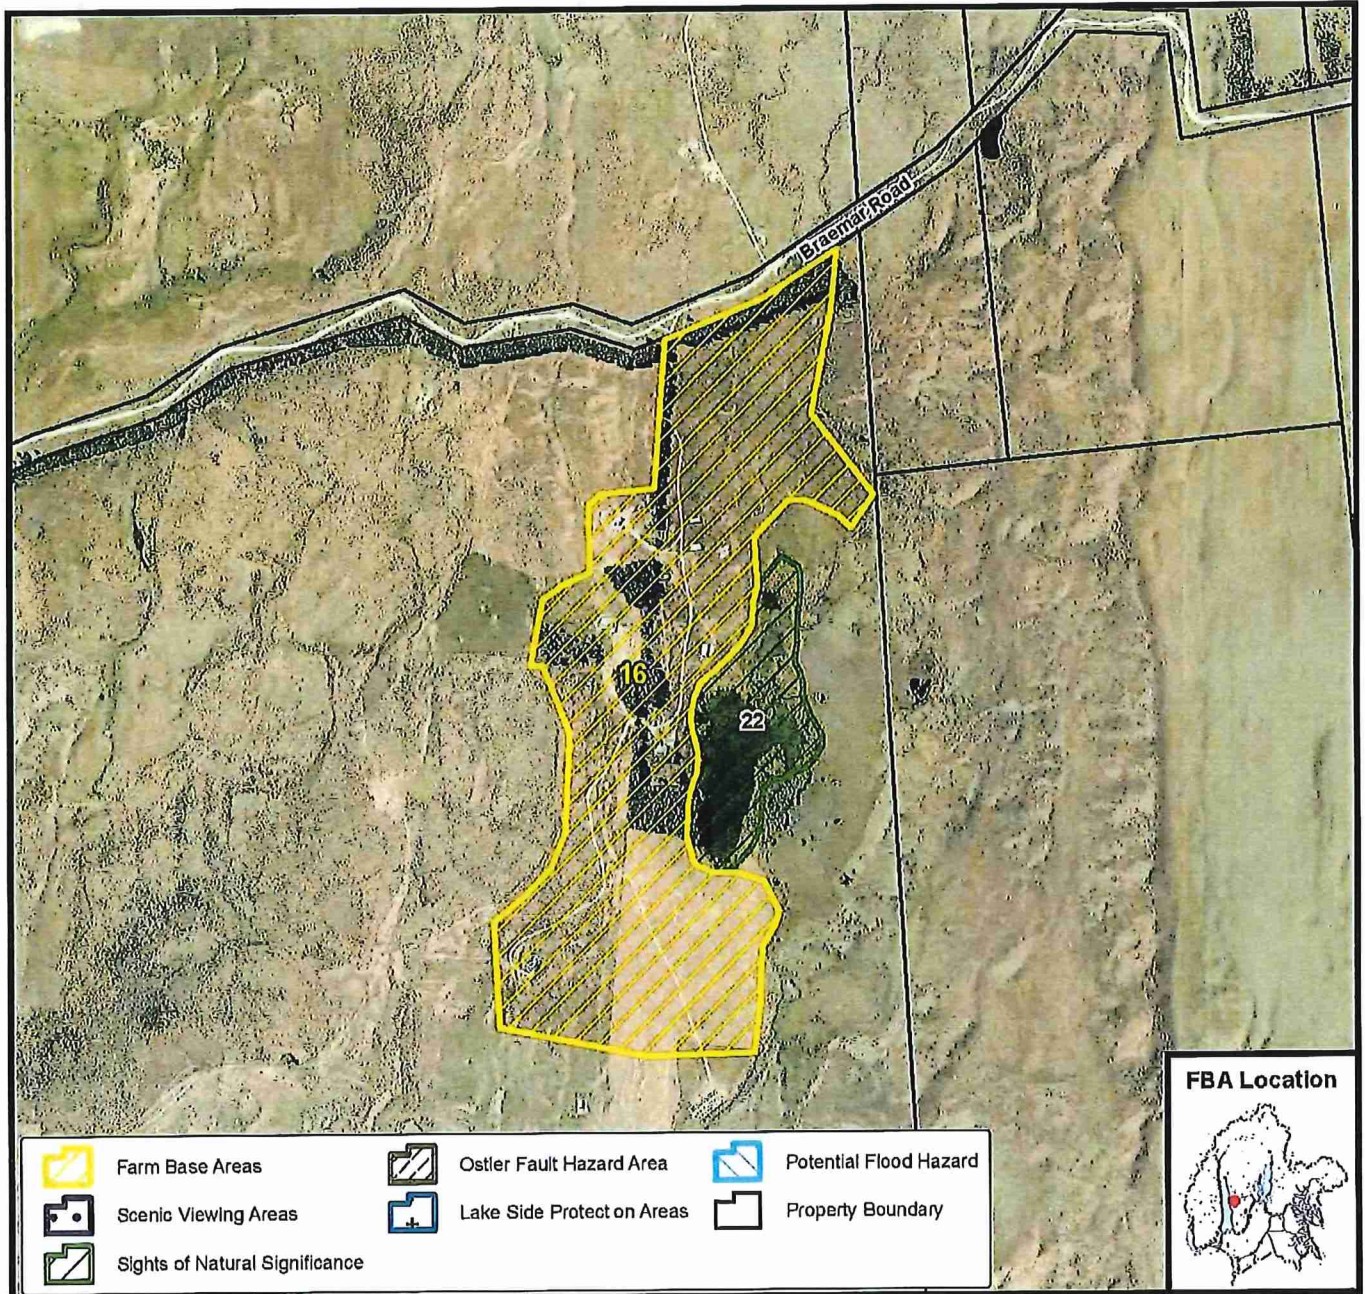 Braemar Road
16
22
FBA Location
Farm Base Areas
Ostler Fault Hazard Area
Potential Flood Hazard
Scenic Viewing Areas
Lake Side Protect on Areas
Property Boundary
Sights of Natural Significance